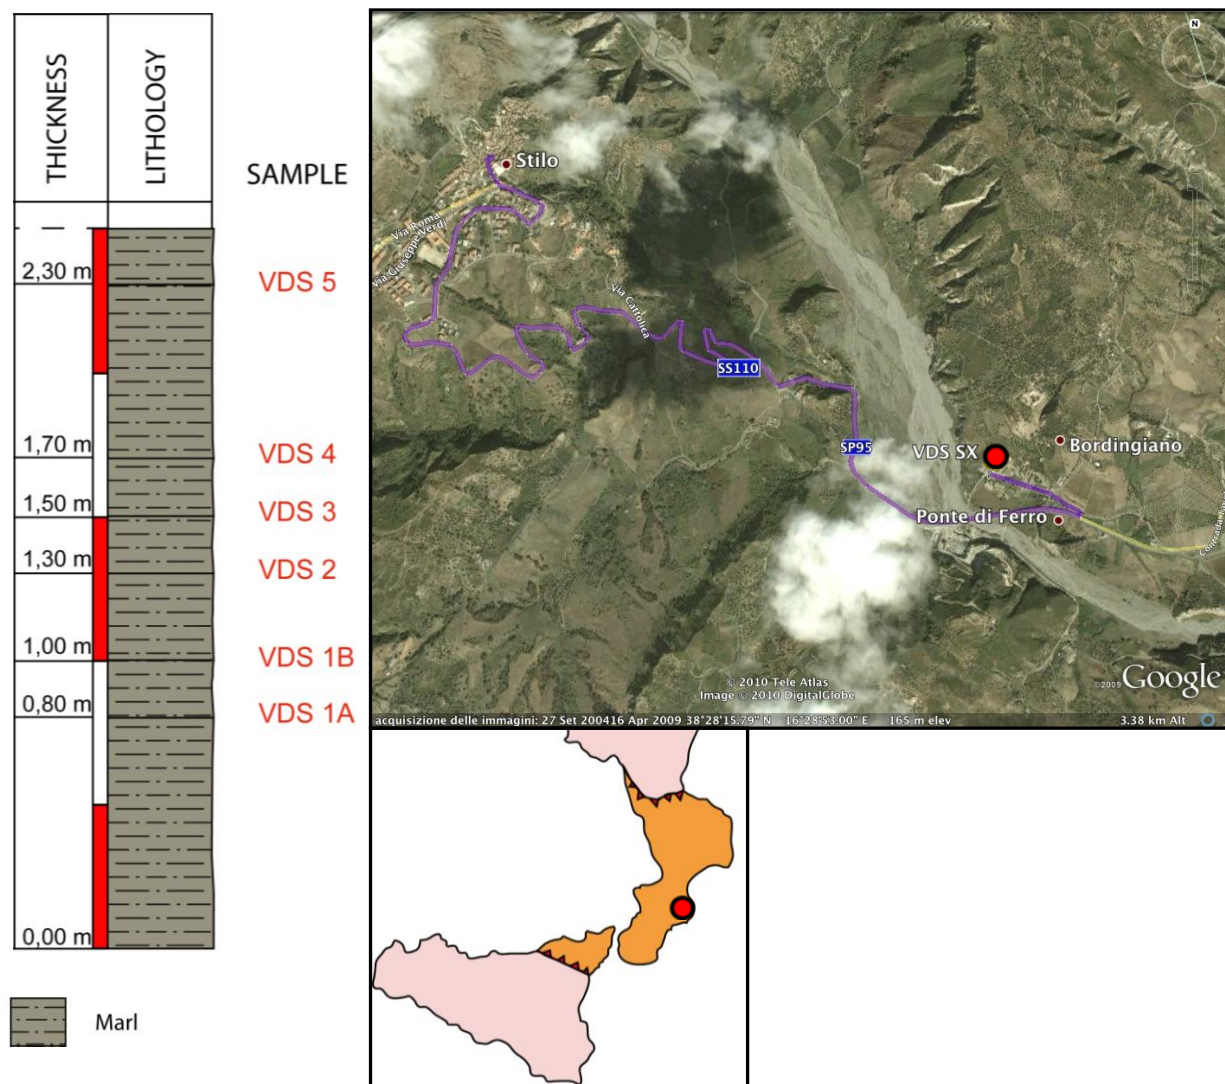 THICKNESS
LITHOLOGY
SAMPLE
2,30 m
VDS 5
1,70 m
VDS 4
1,50 m
VDS 3
1,30 m
VDS 2
1,00 m
VDS 1B
0,80 m
VDS 1A
0,00 m
Marl
N
Stilo
Via Roma
Via Giuseppe Verdi
Via Cattolica
SS110
SP95
VDS SX
Bordingiano
Ponte di Ferro
© 2010 Tele Atlas
Image © 2010 DigitalGlobe
©2009 Google
acquisizione delle immagini: 27 Set 200416 Apr 2009 38°28'15.79" N 16°28'53.00" E 165 m elev 3.38 km Alt